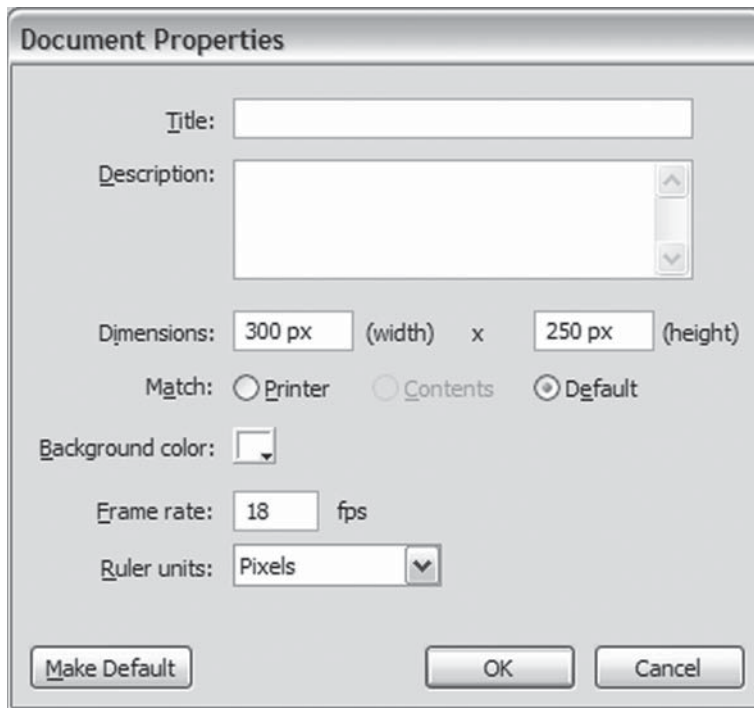 Document Properties
Title:
Description:
Dimensions: 300 px (width) x 250 px (height)
Match: Printer Contents Default
Background color:
Frame rate: 18 fps
Ruler units: Pixels
Make Default OK Cancel